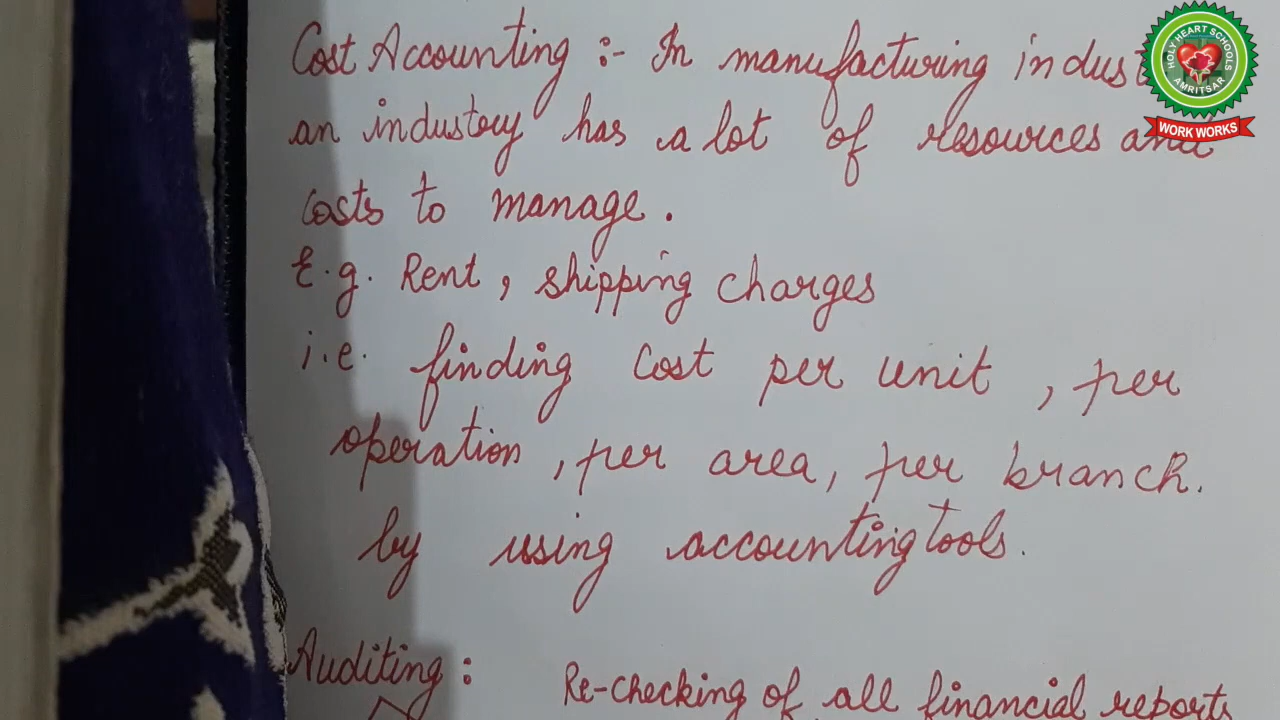 Cost Accounting :- In manufacturing
an industry has a lot of resources and
costs to manage.
E.g. Rent, shipping charges
i.e. finding cost per unit, per
operation, per area, per branch.
by using accounting tools.
Auditing : Re-checking of all financial reports
HOLY HEART SCHOOLS
AMRITSAR
WORK WORKS